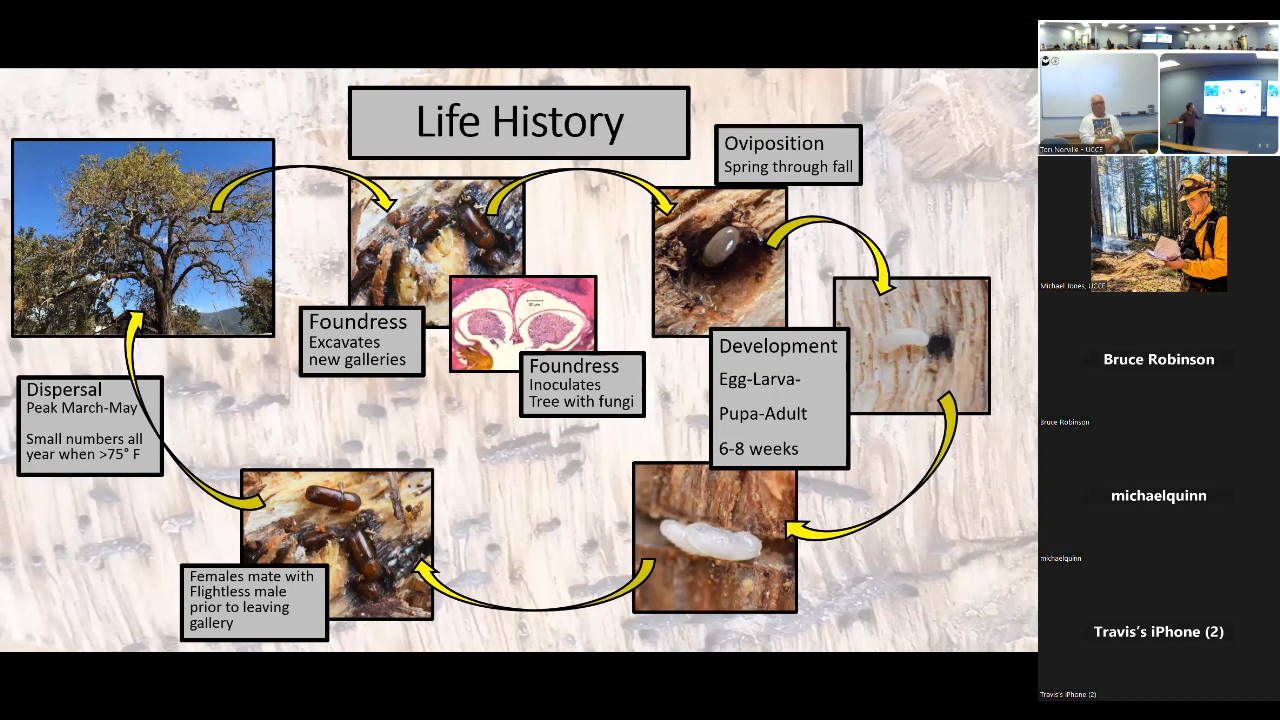 Life History
Oviposition
Spring through fall
Foundress
Excavates
new galleries
Foundress
Inoculates
Tree with fungi
Development
Egg-Larva-
Pupa-Adult
6-8 weeks
Dispersal
Peak March-May
Small numbers all
year when >75° F
Females mate with
Flightless male
prior to leaving
gallery
Tori Norville - UCCE
Michael Jones, UCCE
Bruce Robinson
Bruce Robinson
michaelquinn
michaelquinn
Travis's iPhone (2)
Travis's iPhone (2)